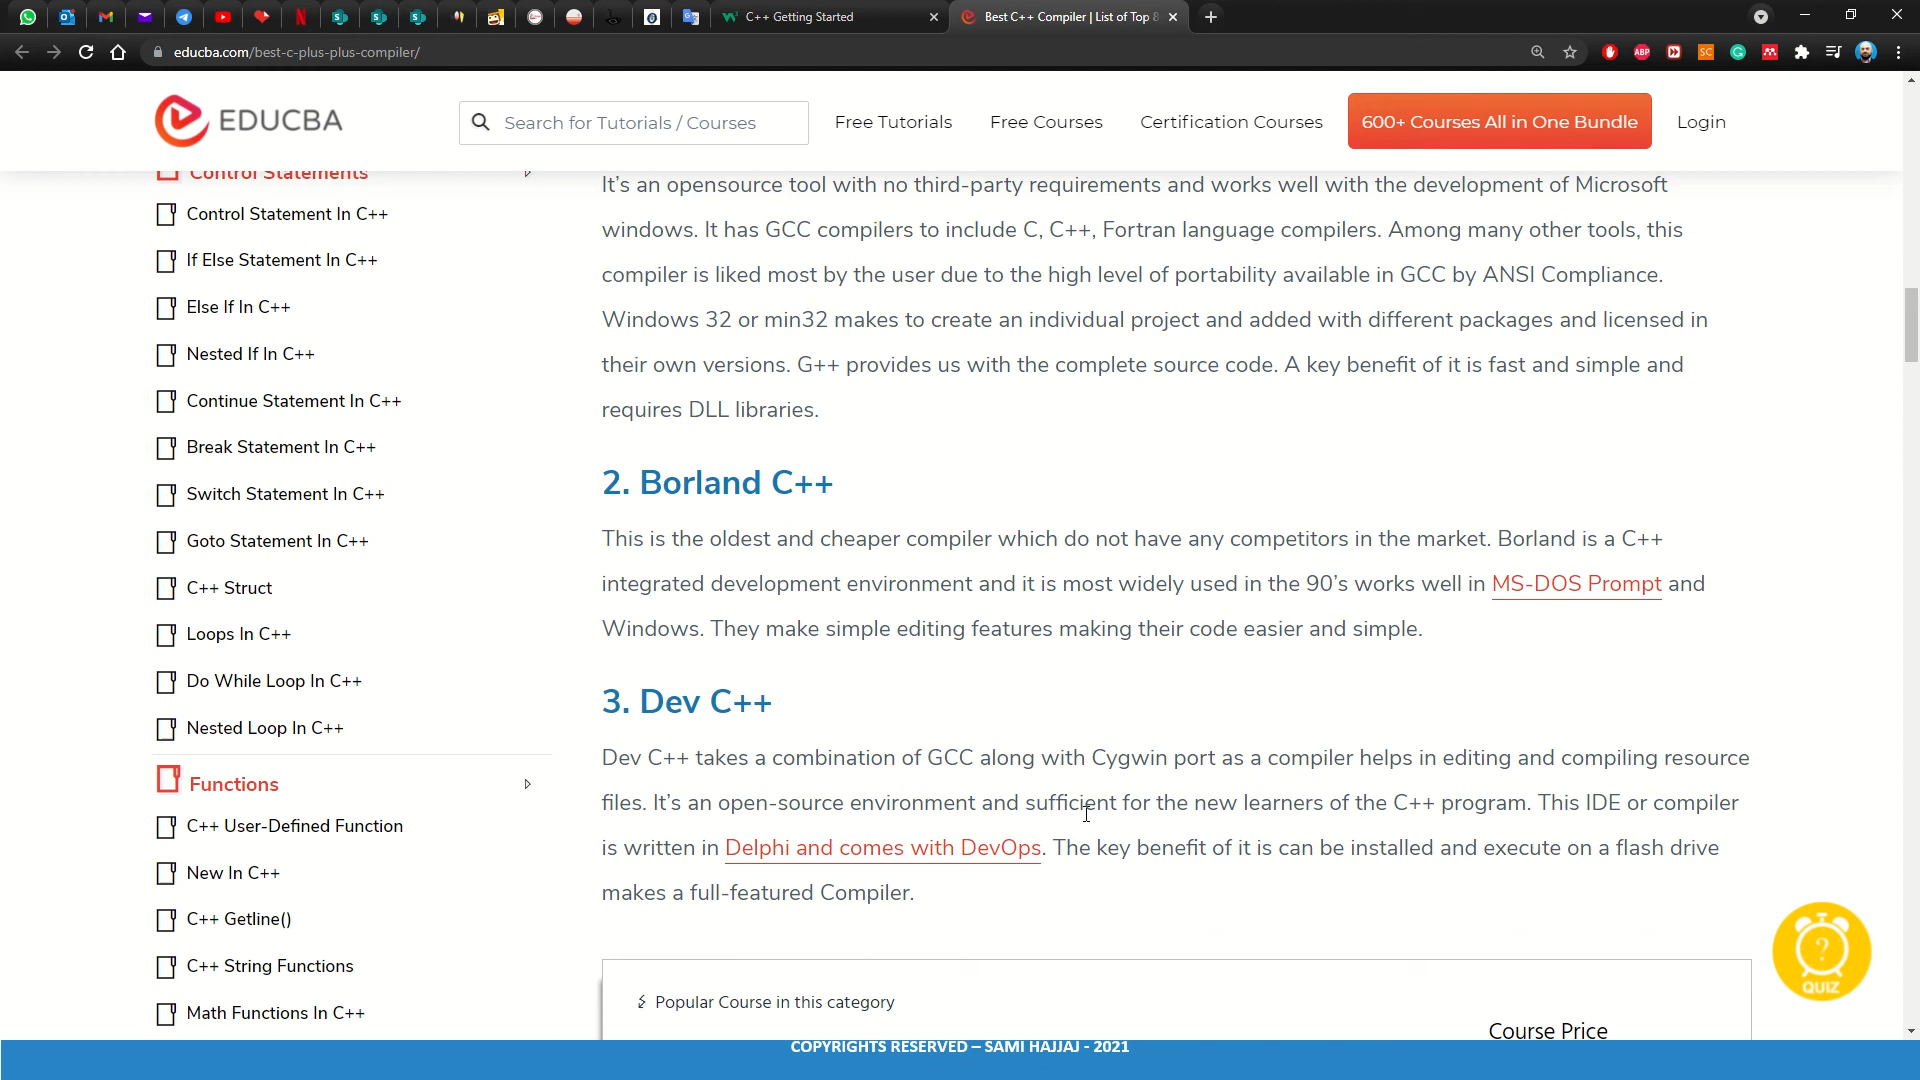 C++ Getting Started
Best C++ Compiler | List of Top 8
educba.com/best-c-plus-plus-compiler/
EDUCBA
Search for Tutorials / Courses
Free Tutorials
Free Courses
Certification Courses
600+ Courses All in One Bundle
Login
Control Statements
Control Statement In C++
If Else Statement In C++
Else If In C++
Nested If In C++
Continue Statement In C++
Break Statement In C++
Switch Statement In C++
Goto Statement In C++
C++ Struct
Loops In C++
Do While Loop In C++
Nested Loop In C++
Functions
C++ User-Defined Function
New In C++
C++ Getline()
C++ String Functions
Math Functions In C++
It’s an opensource tool with no third-party requirements and works well with the development of Microsoft
windows. It has GCC compilers to include C, C++, Fortran language compilers. Among many other tools, this
compiler is liked most by the user due to the high level of portability available in GCC by ANSI Compliance.
Windows 32 or min32 makes to create an individual project and added with different packages and licensed in
their own versions. G++ provides us with the complete source code. A key benefit of it is fast and simple and
requires DLL libraries.
2. Borland C++
This is the oldest and cheaper compiler which do not have any competitors in the market. Borland is a C++
integrated development environment and it is most widely used in the 90’s works well in MS-DOS Prompt and
Windows. They make simple editing features making their code easier and simple.
3. Dev C++
Dev C++ takes a combination of GCC along with Cygwin port as a compiler helps in editing and compiling resource
files. It’s an open-source environment and sufficient for the new learners of the C++ program. This IDE or compiler
is written in Delphi and comes with DevOps. The key benefit of it is can be installed and execute on a flash drive
makes a full-featured Compiler.
Popular Course in this category
Course Price
?
QUIZ
COPYRIGHTS RESERVED – SAMI HAJJAJ - 2021